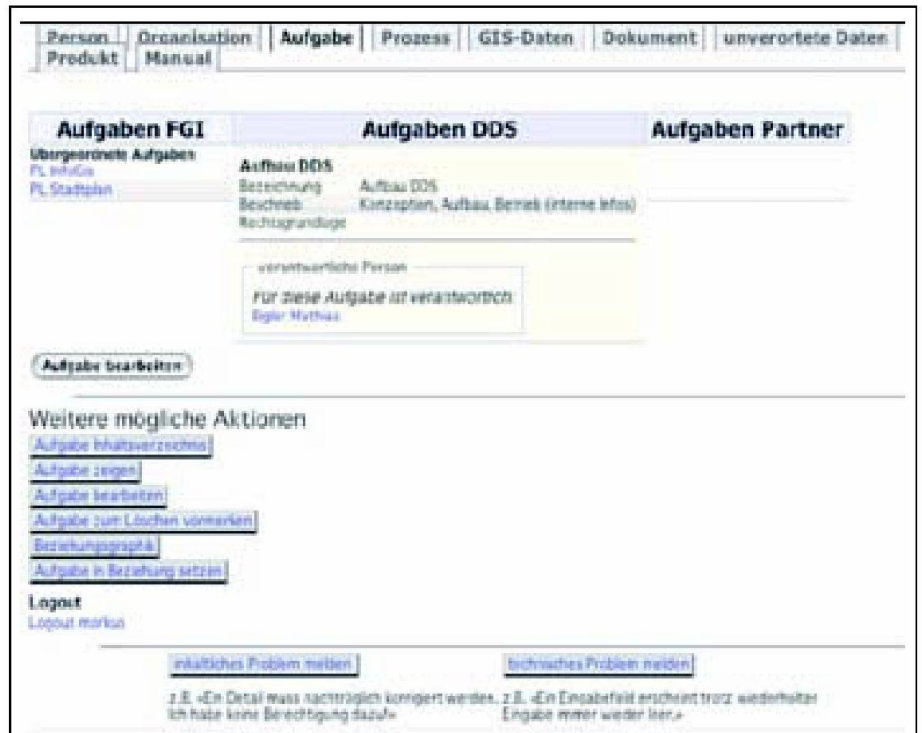 Person Organisation Aufgabe Prozess GIS-Daten Dokument unverortete Daten
Produkt Manual
Aufgaben FGI Aufgaben DDS Aufgaben Partner
Übergeordnete Aufgaben
PL InfoGis
PL Stadtplan
Aufbau DDS
Bezeichnung Aufbau DDS
Beschrieb Konzeption, Aufbau, Betrieb (interne Infos)
Rechtsgrundlage
verantwortliche Person
Für diese Aufgabe ist verantwortlich:
Mathias
Aufgabe bearbeiten
Weitere mögliche Aktionen
Aufgabe Inhaltsverzeichnis
Aufgabe zeigen
Aufgabe bearbeiten
Aufgabe zum Löschen vormerken
Beziehungsgraphik
Aufgabe in Beziehung setzen
Logout
Logout markus
inhaltliches Problem melden technisches Problem melden
z.B. «Ein Detail muss nachträglich korrigiert werden. z.B. «Ein Eingabefeld erscheint trotz wiederholter
Ich habe keine Berechtigung dazu!» Eingabe immer wieder leer.»